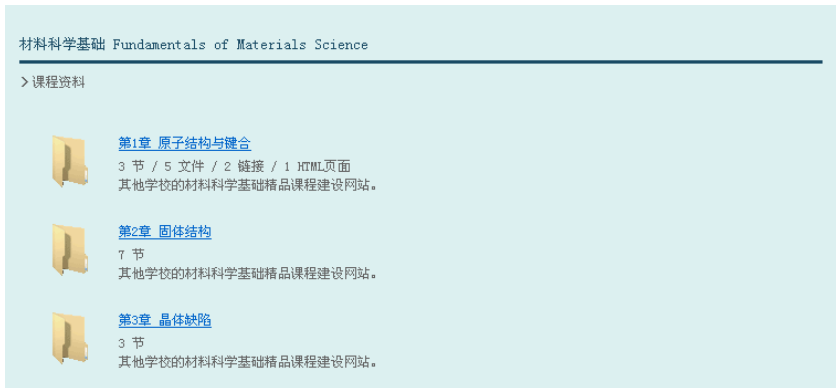 材料科学基础 Fundamentals of Materials Science
>课程资料
第1章 原子结构与键合
3 节 / 5 文件 / 2 链接 / 1 HTML页面
其他学校的材料科学基础精品课程建设网站。
第2章 固体结构
7 节
其他学校的材料科学基础精品课程建设网站。
第3章 晶体缺陷
3 节
其他学校的材料科学基础精品课程建设网站。